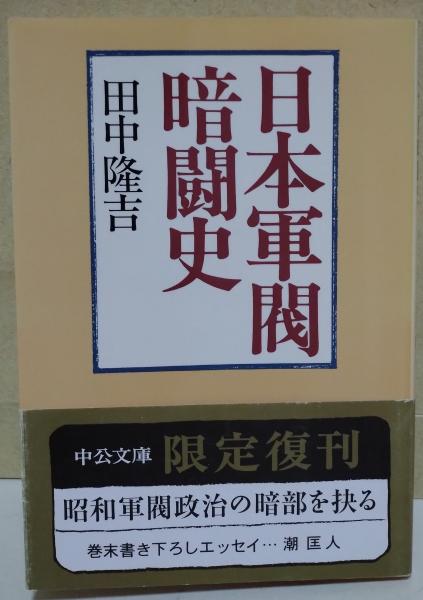 日本軍閥
暗闘史
田中隆吉
中公文庫 限定復刊
昭和軍閥政治の暗部を抉る
巻末書き下ろしエッセイ…潮 匡人